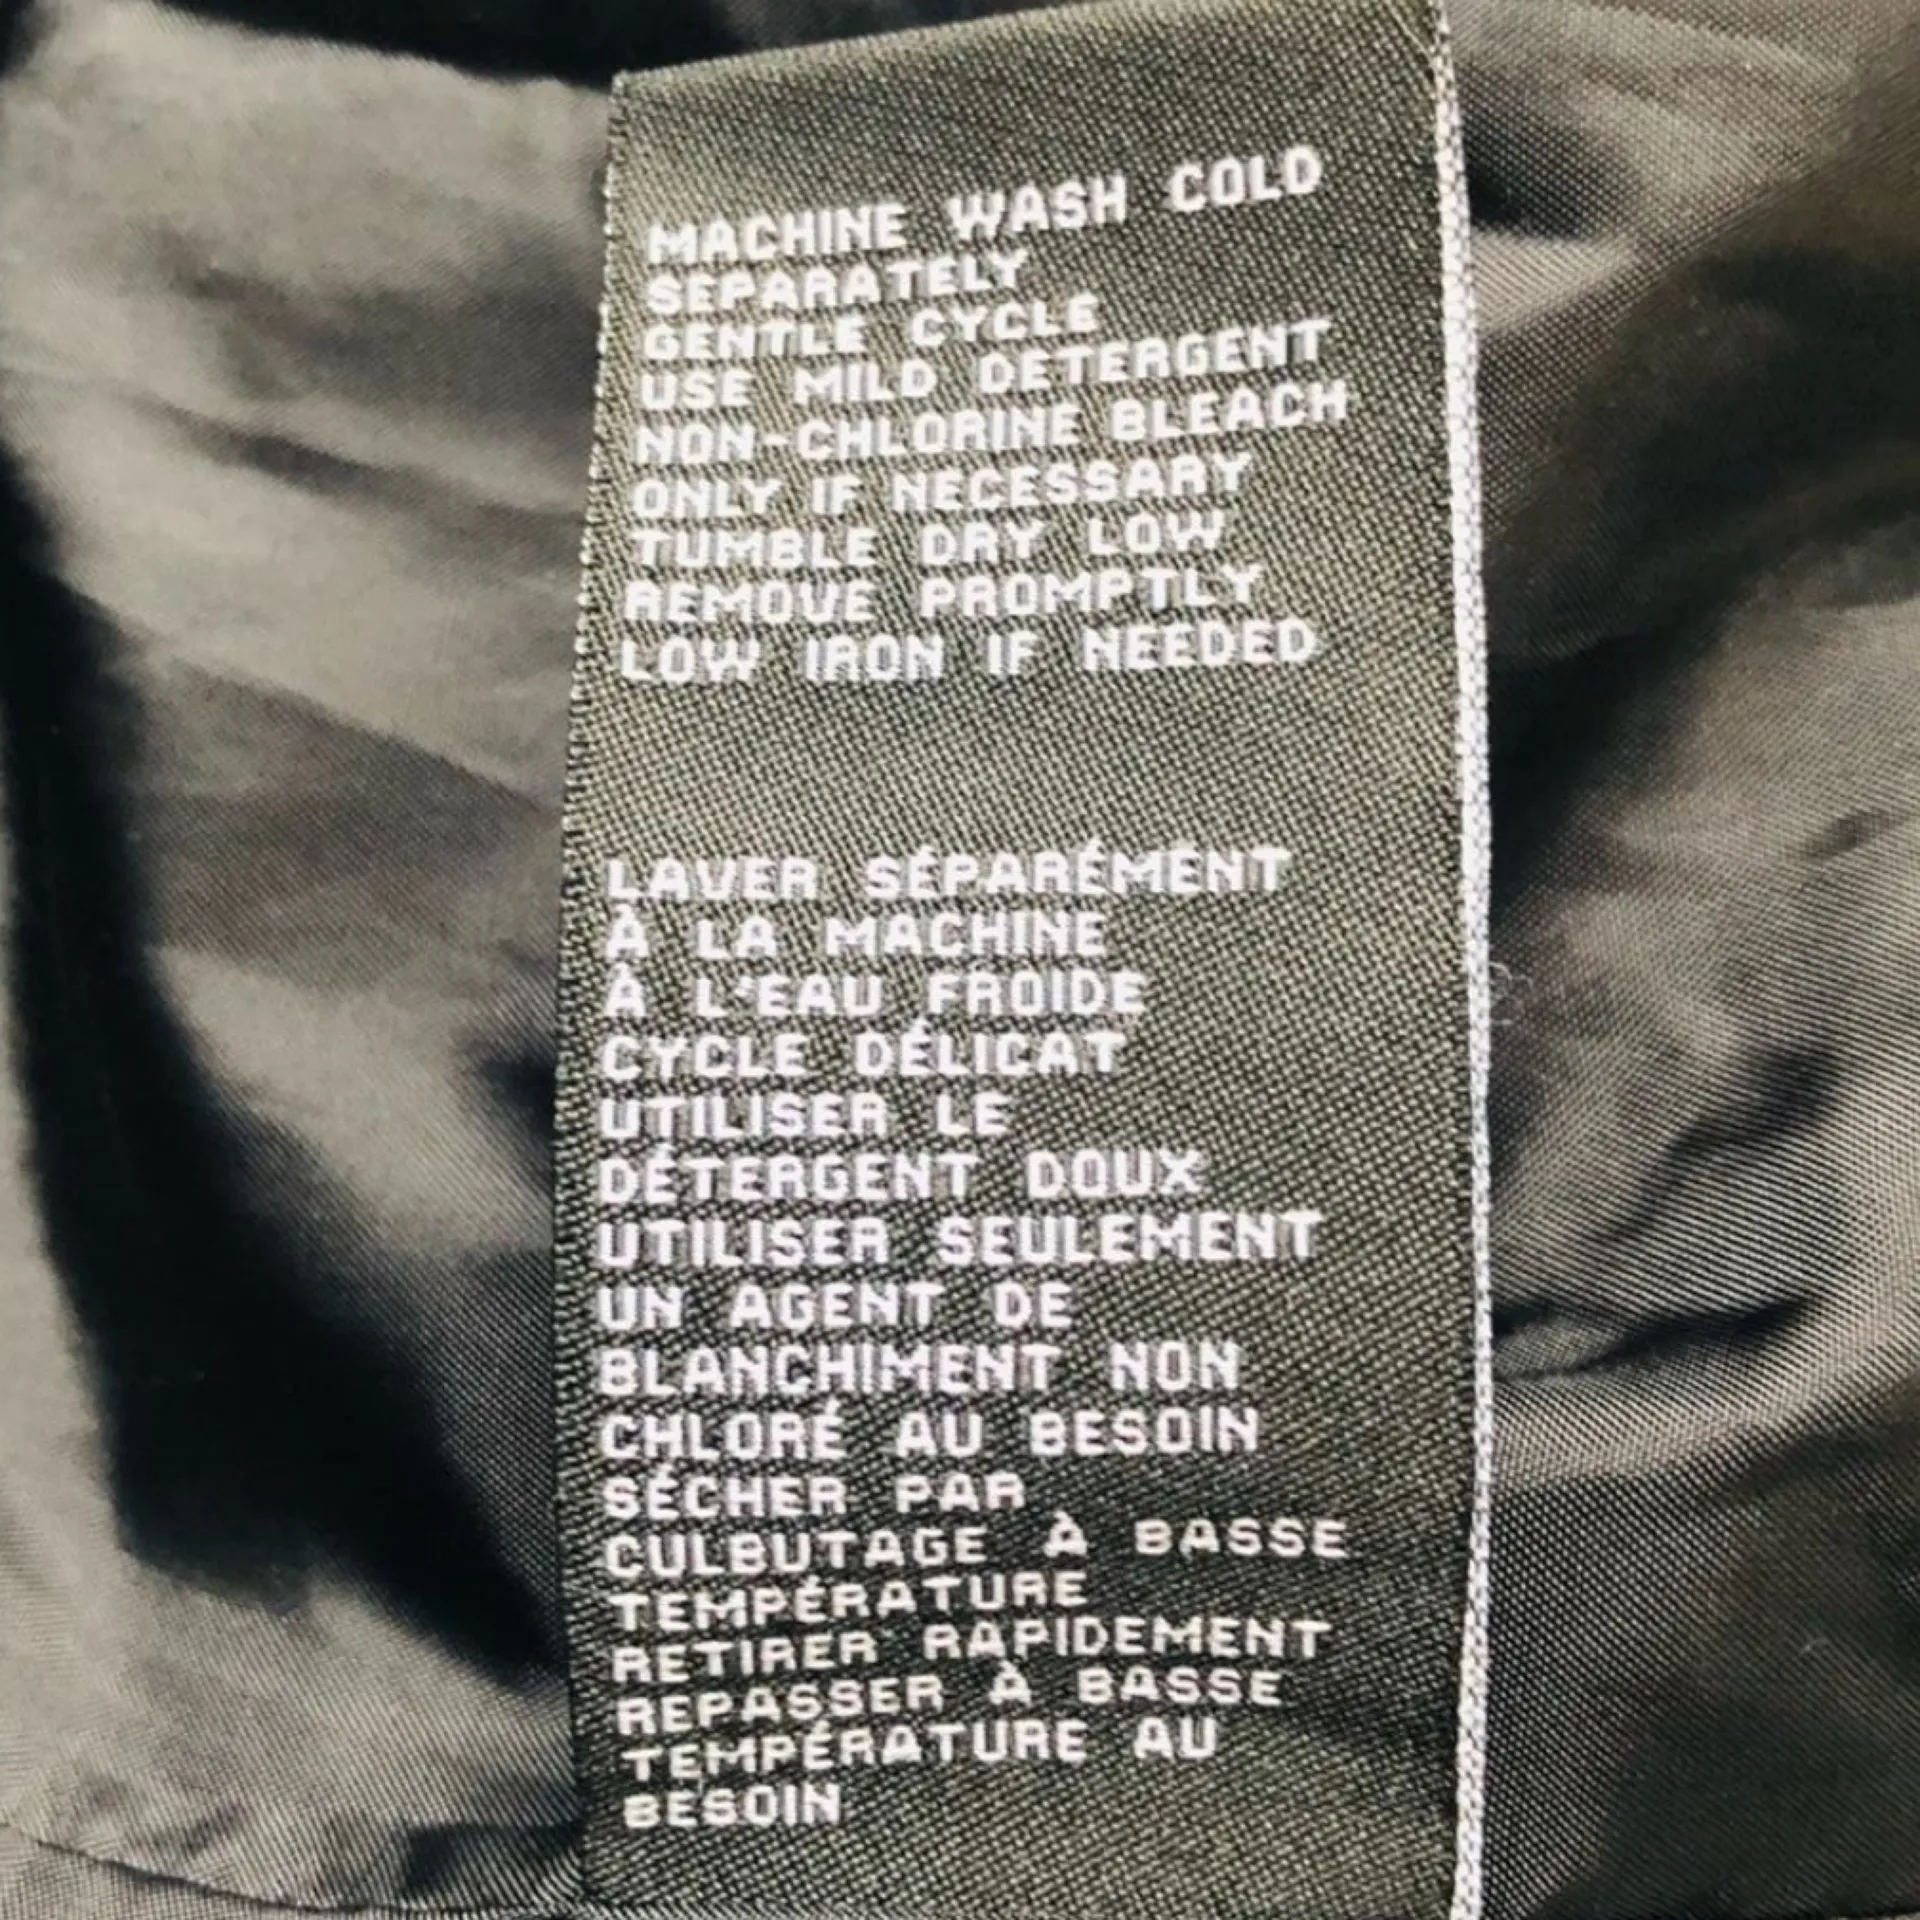 MACHINE WASH COLD
SEPARATELY
GENTLE CYCLE
USE MILD DETERGENT
NON-CHLORINE BLEACH
ONLY IF NECESSARY
TUMBLE DRY LOW
REMOVE PROMPTLY
LOW IRON IF NEEDED
LAVER SÉPARÉMENT
À LA MACHINE
À L'EAU FROIDE
CYCLE DÉLICAT
UTILISER LE
DÉTERGENT DOUX
UTILISER SEULEMENT
UN AGENT DE
BLANCHIMENT NON
CHLORÉ AU BESOIN
SÉCHER PAR
CULBUTAGE À BASSE
TEMPÉRATURE
RETIRER RAPIDEMENT
REPASSER À BASSE
TEMPÉRATURE AU
BESOIN